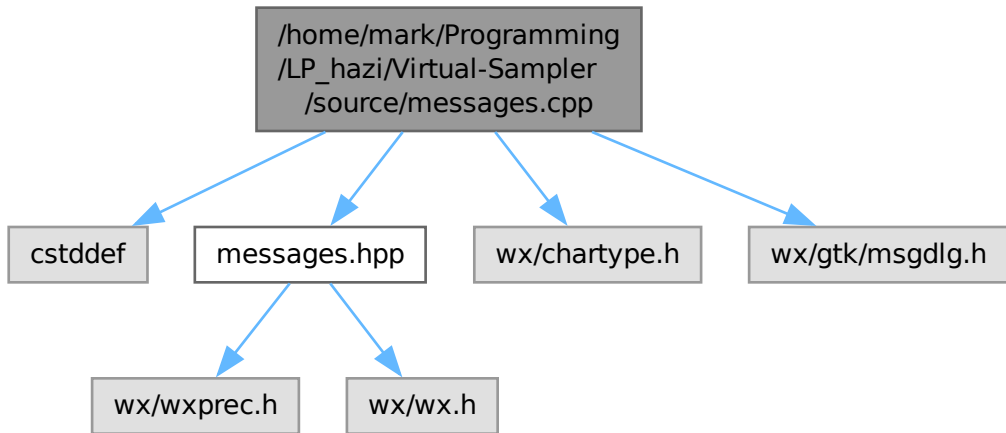 /home/mark/Programming
/LP_hazi/Virtual-Sampler
/source/messages.cpp
cstddef
messages.hpp
wx/chartype.h
wx/gtk/msgdlg.h
wx/wxprec.h
wx/wx.h